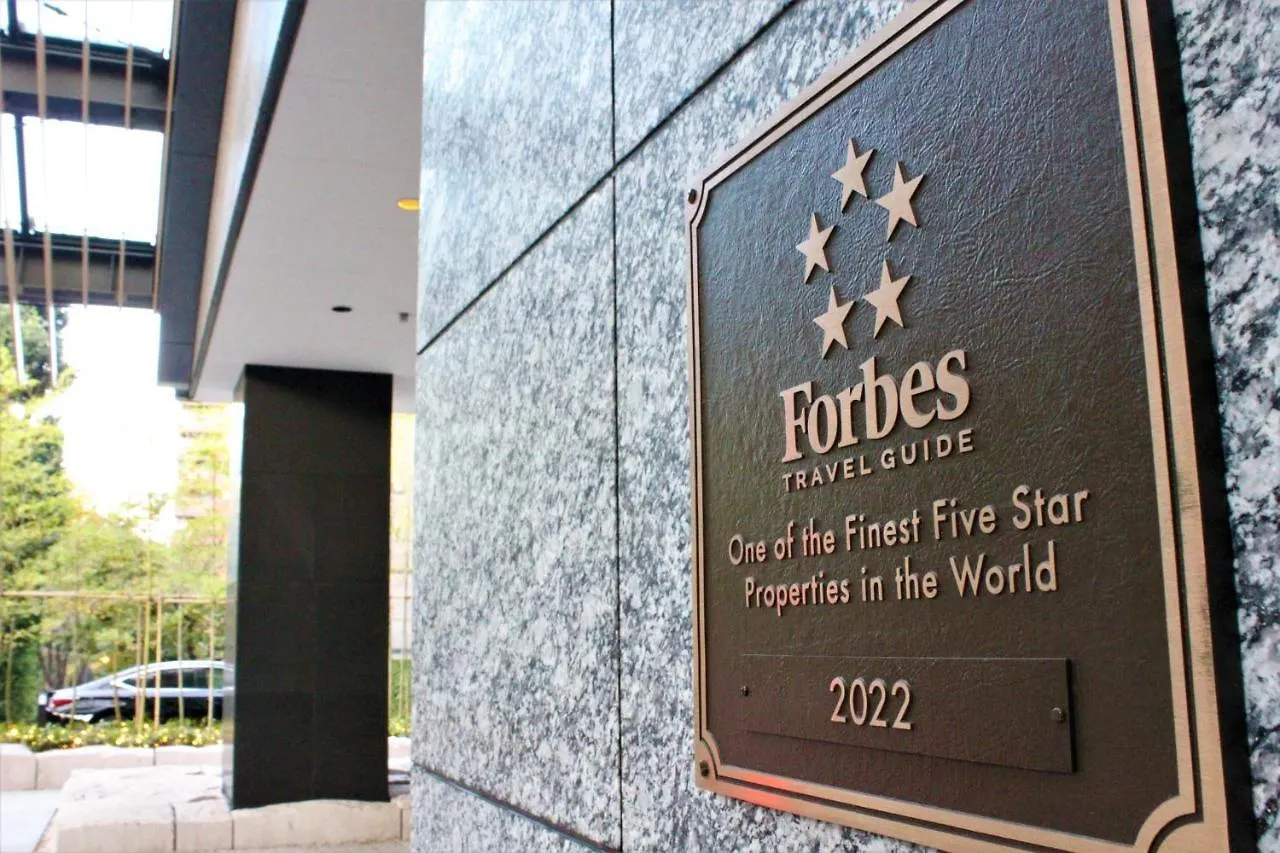 Forbes
TRAVEL GUIDE
One of the Finest Five Star
Properties in the World
2022